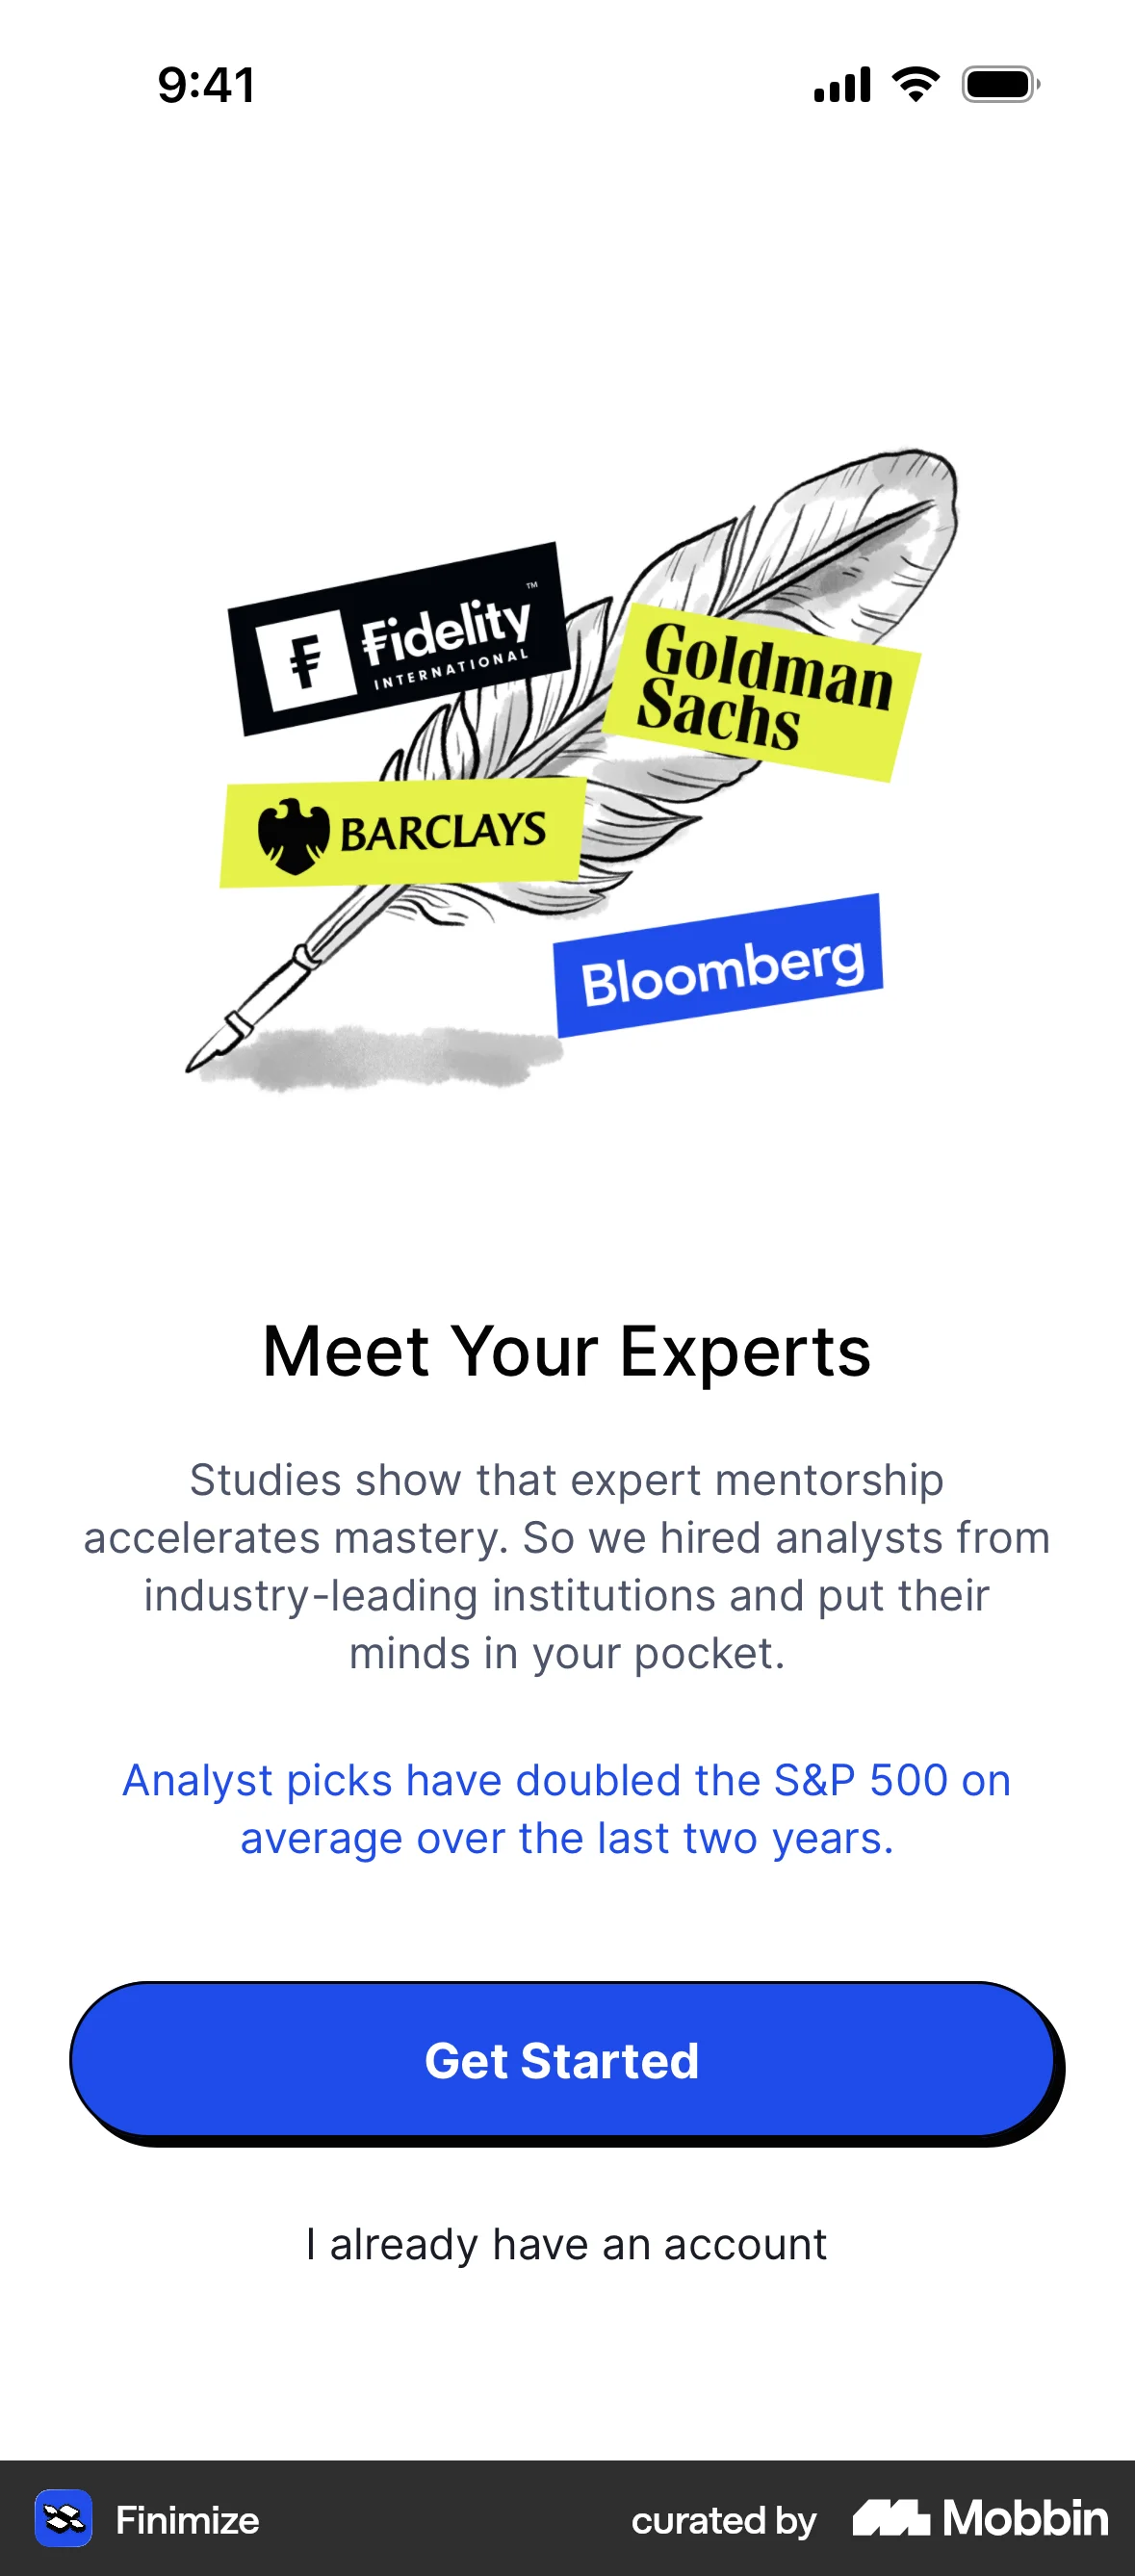 9:41
Fidelity™
INTERNATIONAL
Goldman
Sachs
BARCLAYS
Bloomberg
Meet Your Experts
Studies show that expert mentorship
accelerates mastery. So we hired analysts from
industry-leading institutions and put their
minds in your pocket.
Analyst picks have doubled the S&P 500 on
average over the last two years.
Get Started
I already have an account
Finimize
curated by Mobbin